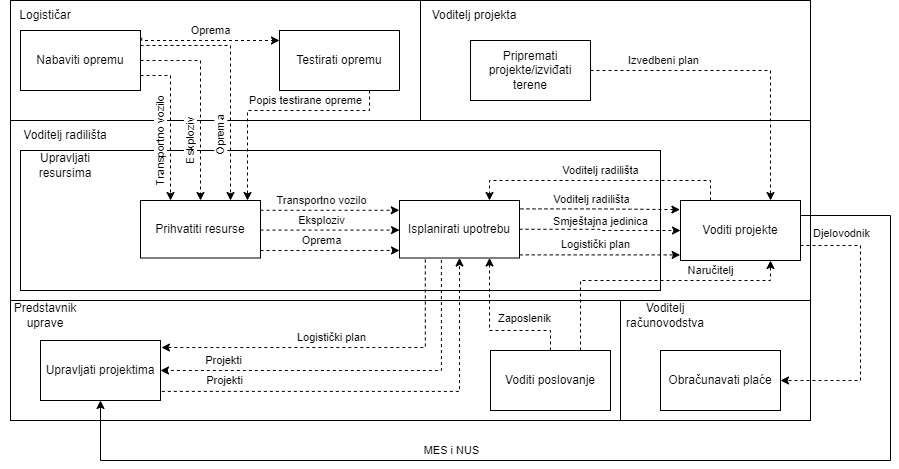 Logističar
Voditelj projekta
Oprema
Nabaviti opremu
Testirati opremu
Pripremati
projekte/izviđati
terene
Izvedbeni plan
Popis testirane opreme
Transportno vozilo
Eskploziv
Oprema
Voditelj radilišta
Upravljati
resursima
Voditelj radilišta
Prihvatiti resurse
Transportno vozilo
Eksploziv
Oprema
Isplanirati upotrebu
Voditelj radilišta
Smještajna jedinica
Logistički plan
Voditi projekte
Djelovodnik
Naručitelj
Predstavnik
uprave
Voditelj
računovodstva
Zaposlenik
Logistički plan
Projekti
Projekti
Upravljati projektima
Voditi poslovanje
Obračunavati plaće
MES i NUS